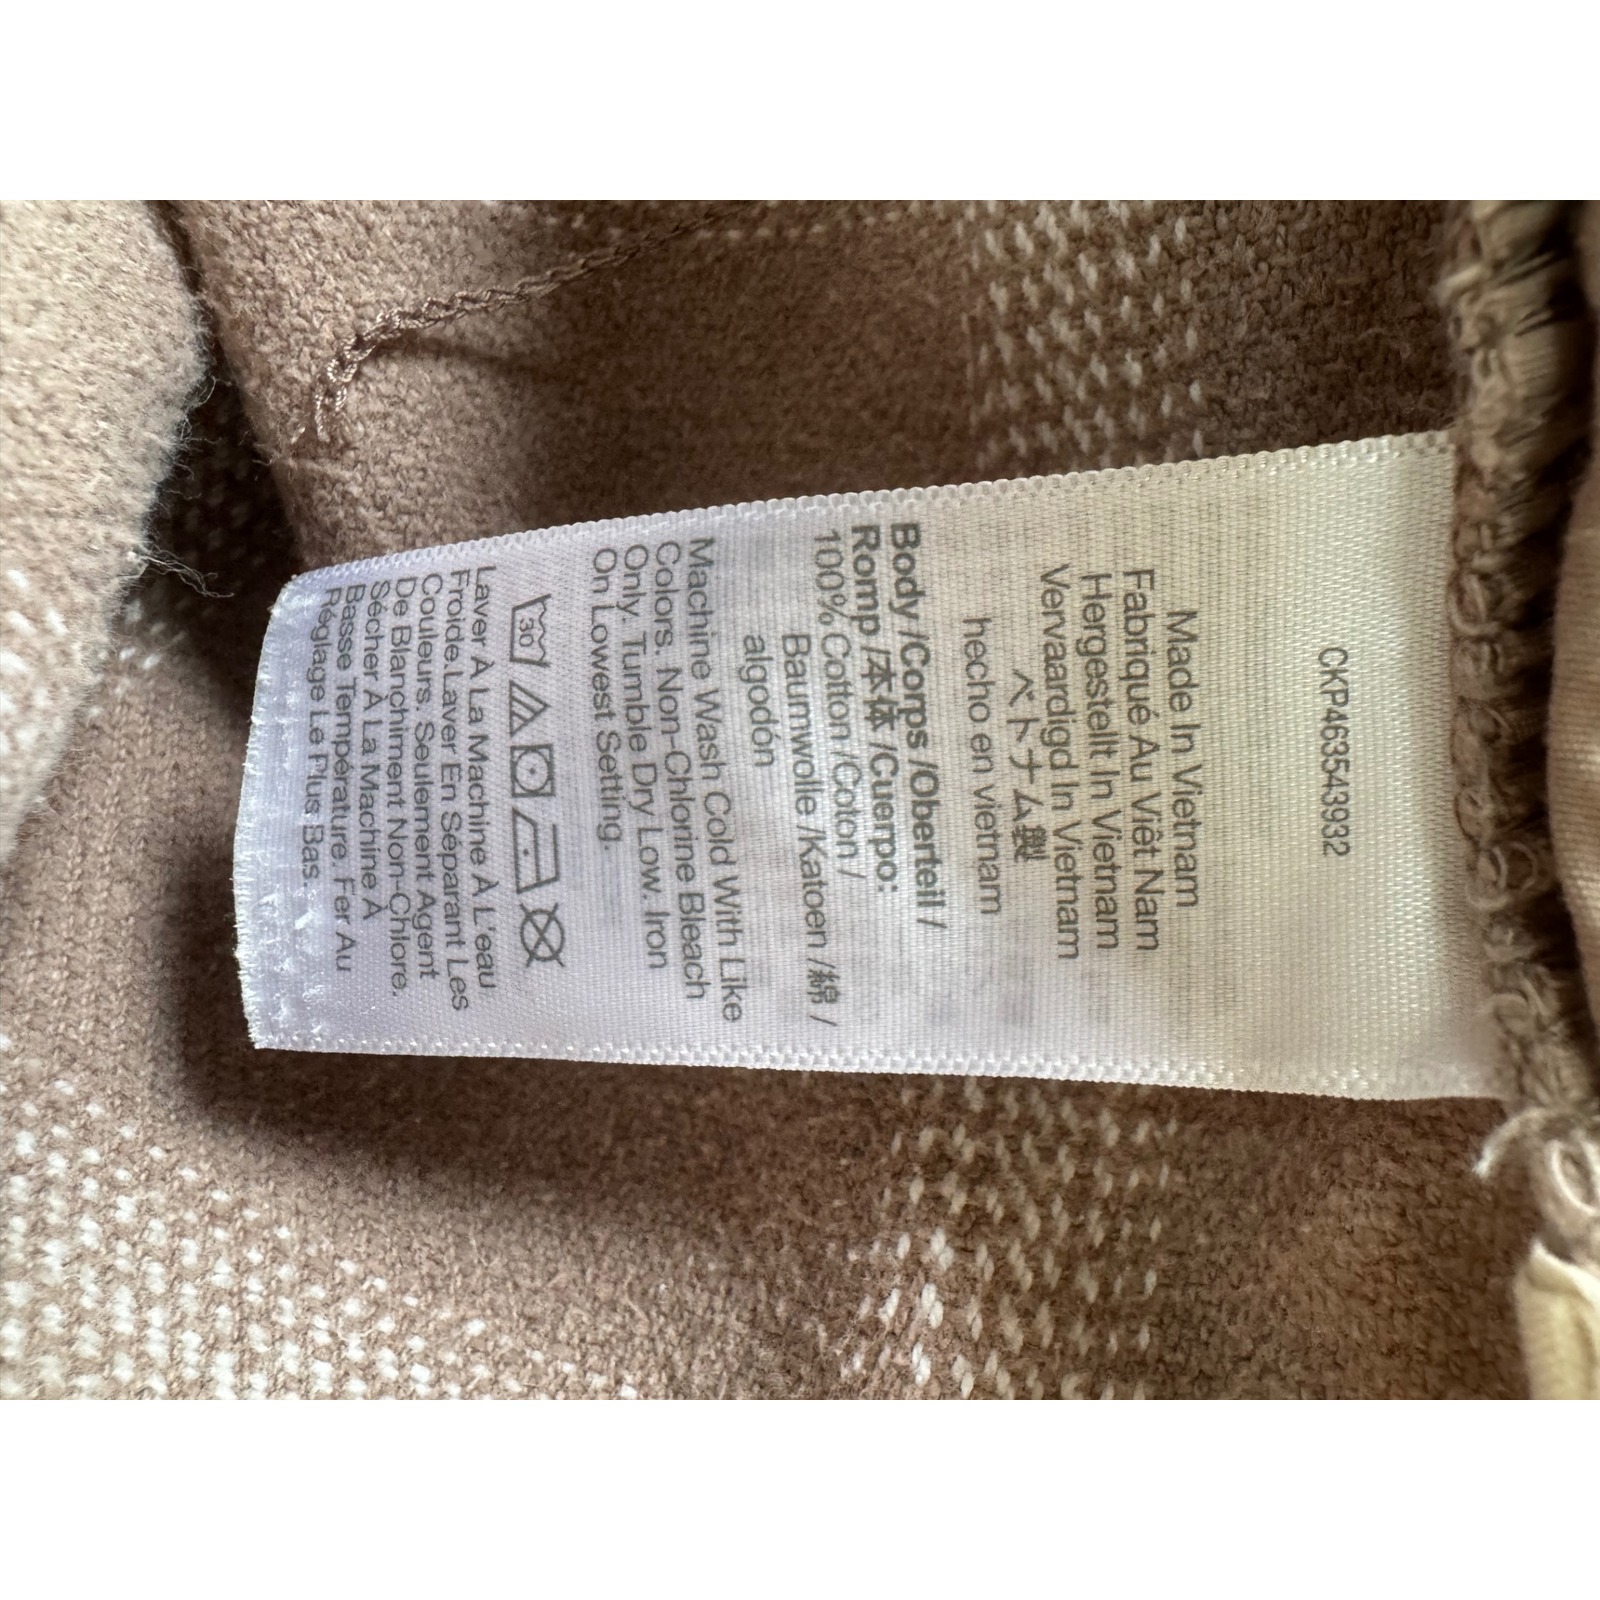 CKP463543932
Made In Vietnam
Fabriqué Au Viêt Nam
Hergestellt In Vietnam
Vervaardigd In Vietnam
ベトナム製
hecho en vietnam
Body /Corps /Oberteil /
Romp /本体 /Cuerpo:
100% Cotton /Coton /
Baumwolle /Katoen /綿 /
algodón
Machine Wash Cold With Like
Colors. Non-Chlorine Bleach
Only. Tumble Dry Low. Iron
On Lowest Setting.
30
Laver À La Machine À L'eau
Froide.Laver En Séparant Les
Couleurs. Seulement Agent
De Blanchiment Non-Chlore.
Sécher À La Machine À
Basse Température. Fer Au
Réglage Le Plus Bas.